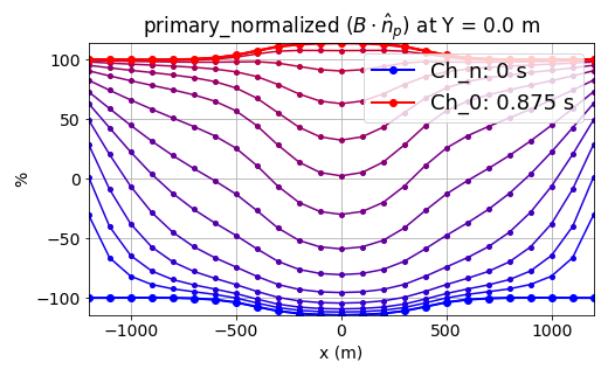 primary_normalized (B · n̂ₚ) at Y = 0.0 m
100
50
0
−50
−100
%
Ch_n: 0 s
Ch_0: 0.875 s
−1000
−500
0
500
1000
x (m)